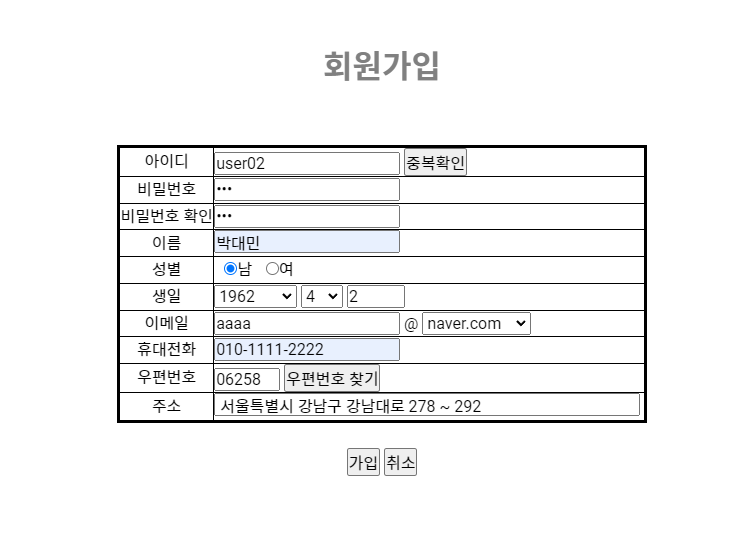 회원가입
아이디 user02 중복확인
비밀번호 •••
비밀번호 확인 •••
이름 박대민
성별 남 여
생일 1962 4 2
이메일 aaaa @ naver.com
휴대전화 010-1111-2222
우편번호 06258 우편번호 찾기
주소 서울특별시 강남구 강남대로 278 ~ 292
가입 취소